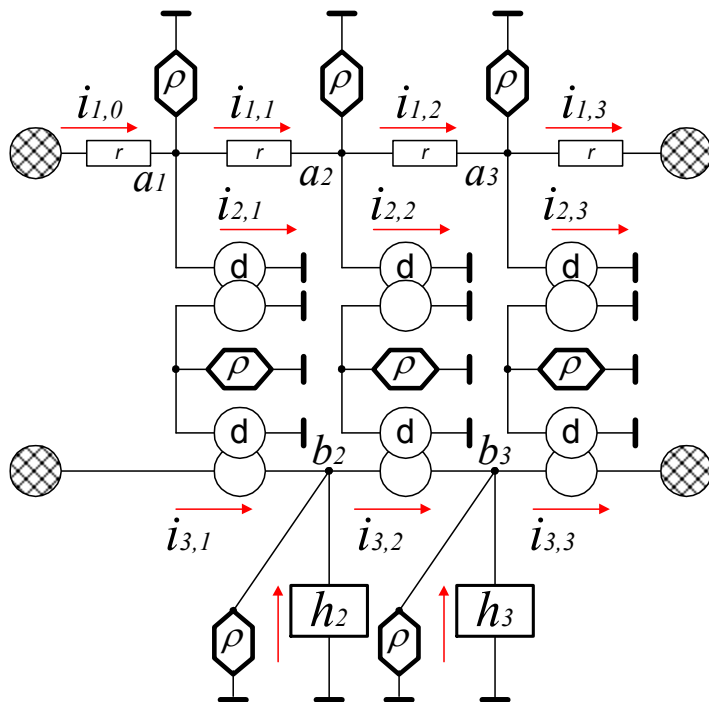 ρ ρ ρ
i1,0 i1,1 i1,2 i1,3
r r r r
a1 a2 a3
i2,1 i2,2 i2,3
d d d
ρ ρ ρ
d d d
b2 b3
i3,1 i3,2 i3,3
h2 h3
ρ ρ